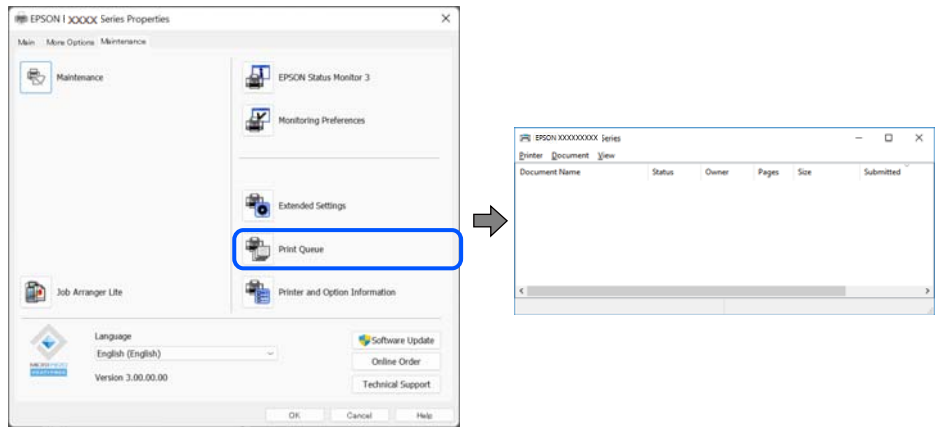 EPSON I XXXXX Series Properties
Main More Options Maintenance
Maintenance
EPSON Status Monitor 3
Monitoring Preferences
Extended Settings
Print Queue
Job Arranger Lite
Printer and Option Information
Language
English (English)
Version 3.00.00.00
Software Update
Online Order
Technical Support
OK Cancel Help
EPSON XXXXXXXXX Series
Printer Document View
Document Name Status Owner Pages Size Submitted